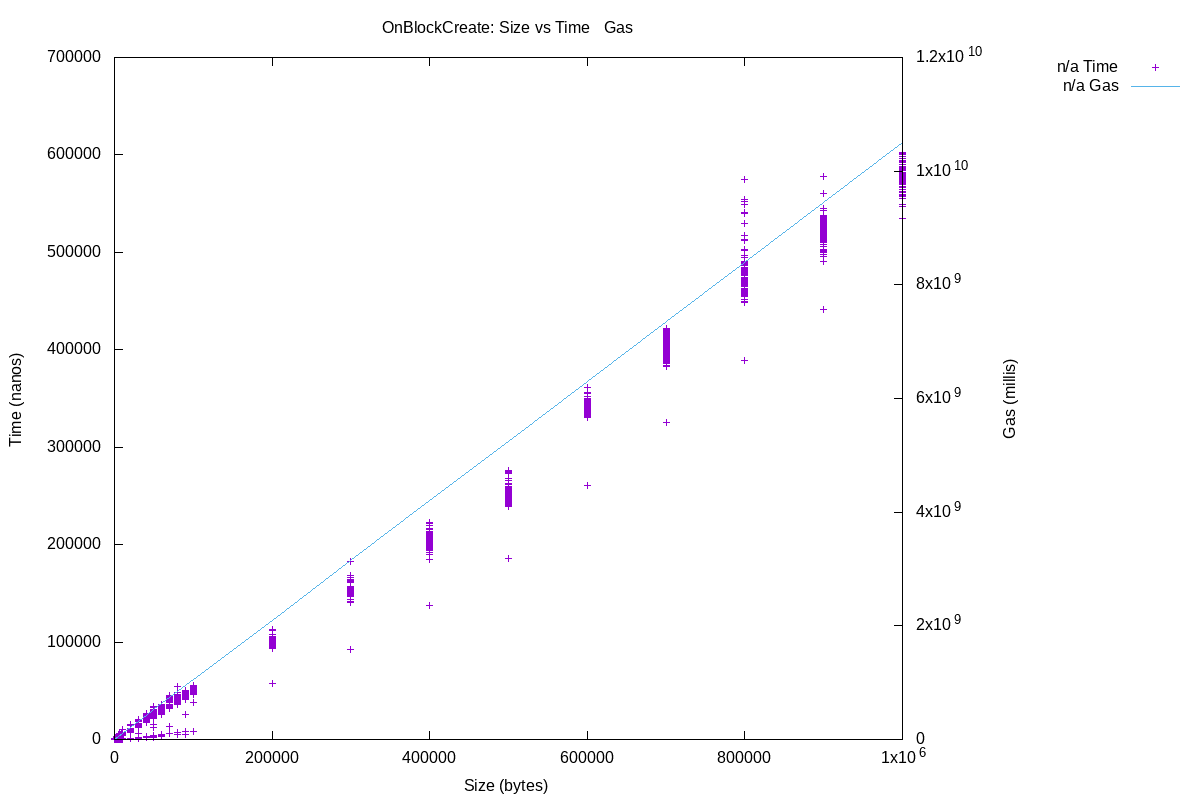 OnBlockCreate: Size vs Time   Gas
n/a Time
n/a Gas
700000
600000
500000
400000
300000
200000
100000
0
Time (nanos)
1.2x10^10
1x10^10
8x10^9
6x10^9
4x10^9
2x10^9
0
Gas (millis)
0 200000 400000 600000 800000 1x10^6
Size (bytes)